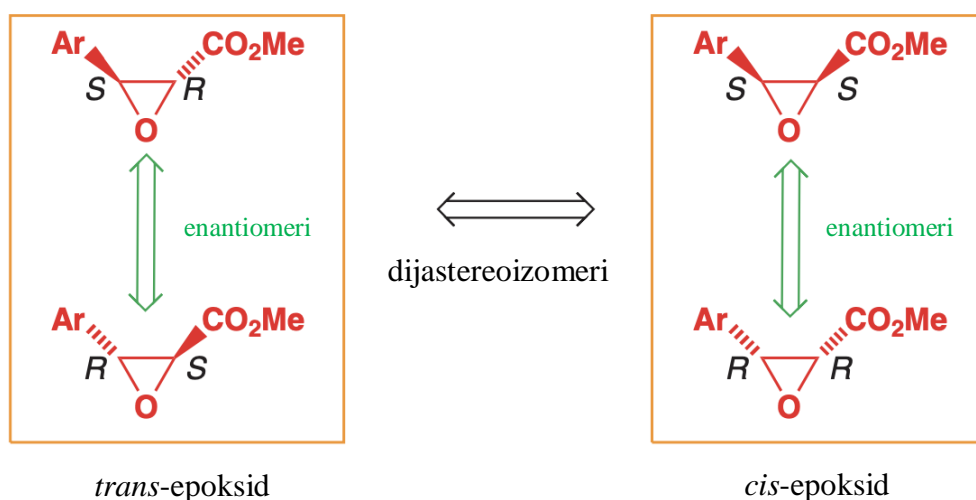 Ar CO₂Me Ar CO₂Me
S R S S
O O
enantiomeri enantiomeri
dijastereoizomeri
Ar CO₂Me Ar CO₂Me
R S R R
O O
trans-epoksid cis-epoksid